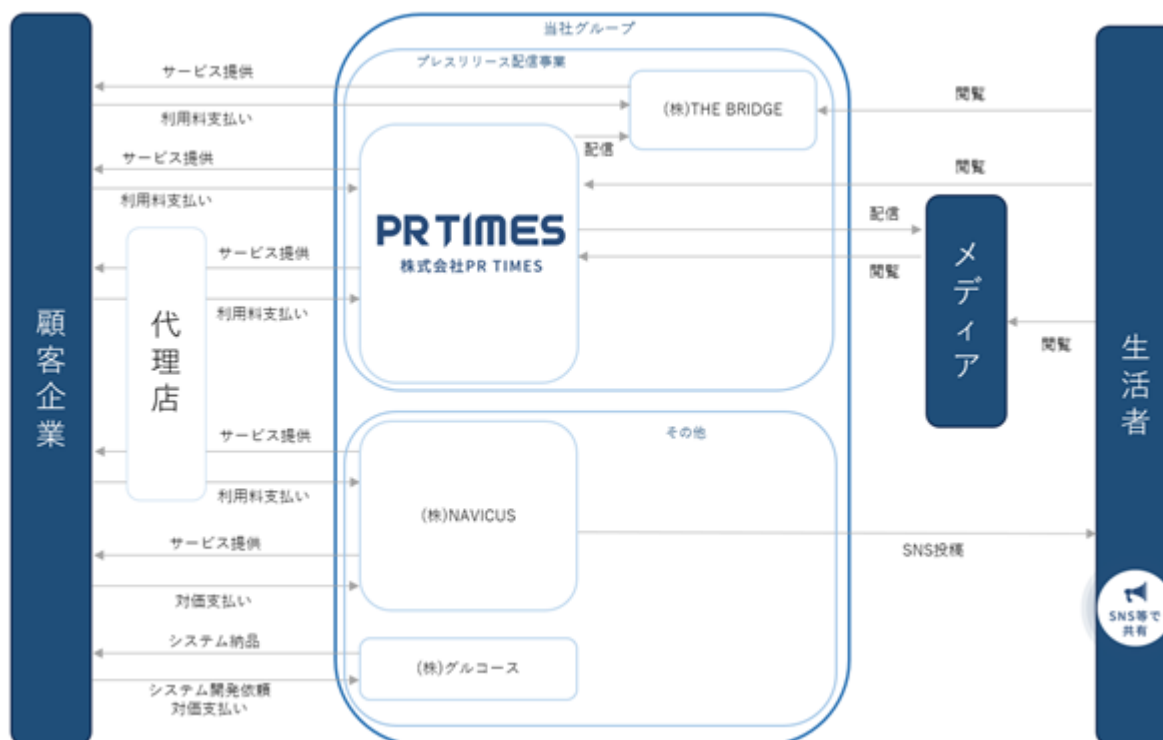 当社グループ
プレスリリース配信事業
サービス提供
利用料支払い
(株)THE BRIDGE
閲覧
配信
サービス提供
利用料支払い
閲覧
PR TIMES
株式会社PR TIMES
配信
閲覧
メディア
閲覧
サービス提供
利用料支払い
顧客企業
代理店
生活者
その他
サービス提供
利用料支払い
(株)NAVICUS
サービス提供
対価支払い
SNS投稿
SNS等で
共有
システム納品
(株)グルコース
システム開発依頼
対価支払い